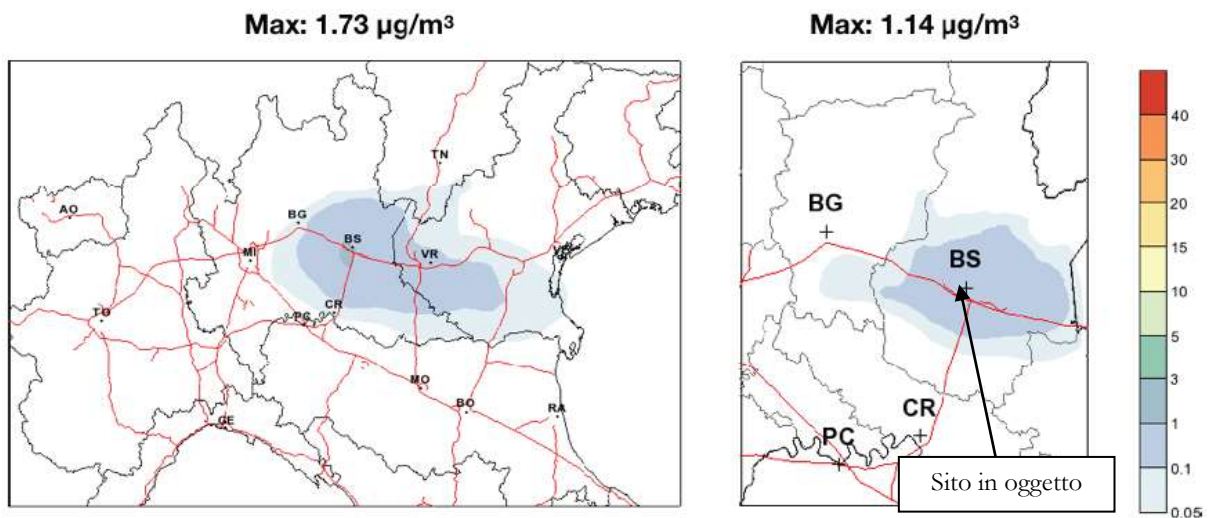 Max: 1.73 µg/m³
Max: 1.14 µg/m³
TN
AO
BG
BS
MI
VR
TO
PC
CR
MO
BO
RA
GE
BG
BS
CR
PC
Sito in oggetto
40
30
20
15
10
5
3
1
0.1
0.05